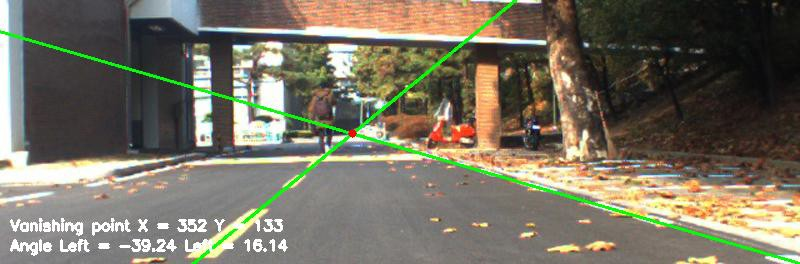 Vanishing point X = 352 Y = 133
Angle Left = -39.24 Left = 16.14